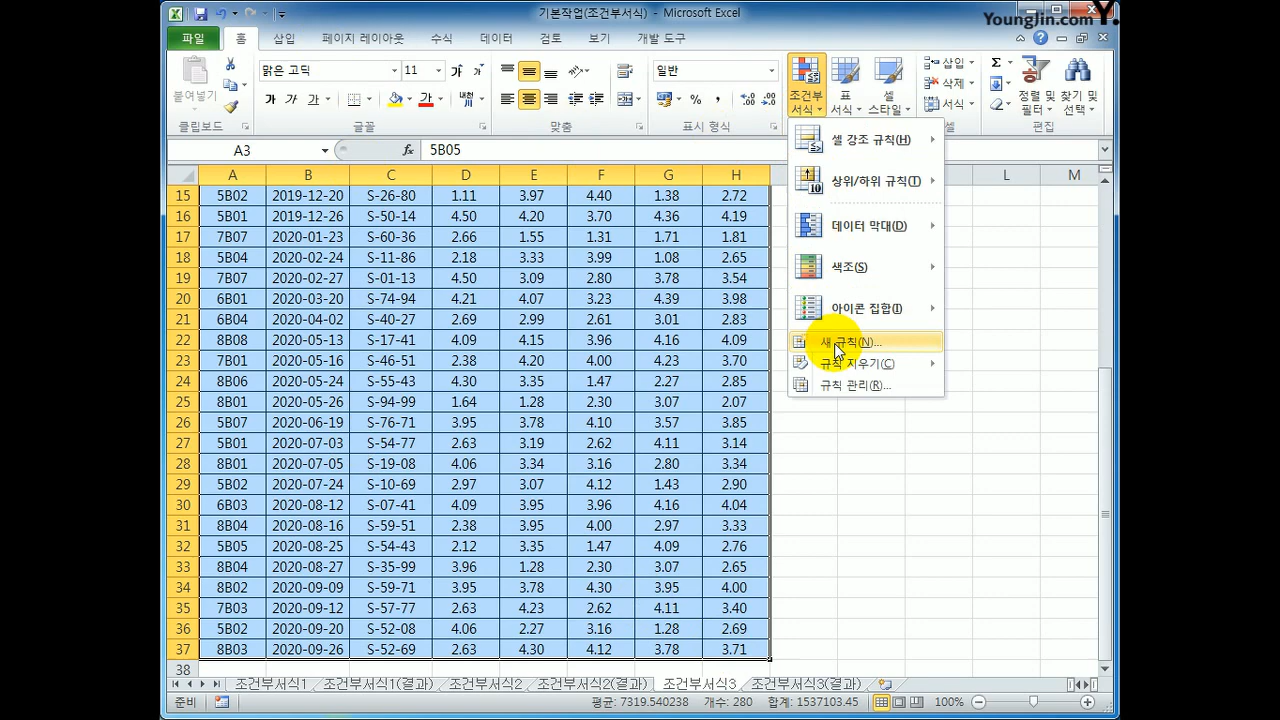 기본작업(조건부서식) - Microsoft Excel
YoungJin.com Y.
파일 홈 삽입 페이지 레이아웃 수식 데이터 검토 보기 개발 도구
붙여넣기
클립보드
맑은 고딕 11
가 가 가 내천
글꼴
맞춤
일반
% ,
표시 형식
조건부 서식
표 서식
셀 스타일
삽입
삭제
서식
셀
Σ
정렬 및 필터
찾기 및 선택
편집
A3 fx 5B05
셀 강조 규칙(H)
상위/하위 규칙(T)
데이터 막대(D)
색조(S)
아이콘 집합(I)
새 규칙(N)...
규칙 지우기(C)
규칙 관리(R)...
A B C D E F G H L M
15 5B02 2019-12-20 S-26-80 1.11 3.97 4.40 1.38 2.72
16 5B01 2019-12-26 S-50-14 4.50 4.20 3.70 4.36 4.19
17 7B07 2020-01-23 S-60-36 2.66 1.55 1.31 1.71 1.81
18 5B04 2020-02-24 S-11-86 2.18 3.33 3.99 1.08 2.65
19 7B07 2020-02-27 S-01-13 4.50 3.09 2.80 3.78 3.54
20 6B01 2020-03-20 S-74-94 4.21 4.07 3.23 4.39 3.98
21 6B04 2020-04-02 S-40-27 2.69 2.99 2.61 3.01 2.83
22 8B08 2020-05-13 S-17-41 4.09 4.15 3.96 4.16 4.09
23 7B01 2020-05-16 S-46-51 2.38 4.20 4.00 4.23 3.70
24 8B06 2020-05-25 S-55-43 4.30 3.35 1.47 2.27 2.85
25 8B01 2020-05-26 S-94-99 1.64 1.28 2.30 3.07 2.07
26 5B07 2020-06-19 S-76-71 3.95 3.78 4.10 3.57 3.85
27 5B01 2020-07-03 S-54-77 2.63 3.19 2.62 4.11 3.14
28 8B01 2020-07-05 S-19-08 4.06 3.34 3.16 2.80 3.34
29 5B02 2020-07-24 S-10-69 2.97 3.07 4.12 1.43 2.90
30 6B03 2020-08-12 S-07-41 4.09 3.95 3.96 4.16 4.04
31 8B04 2020-08-16 S-59-51 2.38 3.95 4.00 2.97 3.33
32 5B05 2020-08-25 S-54-43 2.12 3.35 1.47 4.09 2.76
33 8B04 2020-08-27 S-35-99 3.96 1.28 2.30 3.07 2.65
34 8B02 2020-09-09 S-59-71 3.95 3.78 4.30 3.95 4.00
35 7B03 2020-09-12 S-57-77 2.63 4.23 2.62 4.11 3.40
36 5B02 2020-09-20 S-52-08 4.06 2.27 3.16 1.28 2.69
37 8B03 2020-09-26 S-52-69 2.63 4.30 4.12 3.78 3.71
38
조건부서식1 조건부서식1(결과) 조건부서식2 조건부서식2(결과) 조건부서식3 조건부서식3(결과)
준비 평균: 7319.540238 개수: 280 합계: 1537103.45 100%